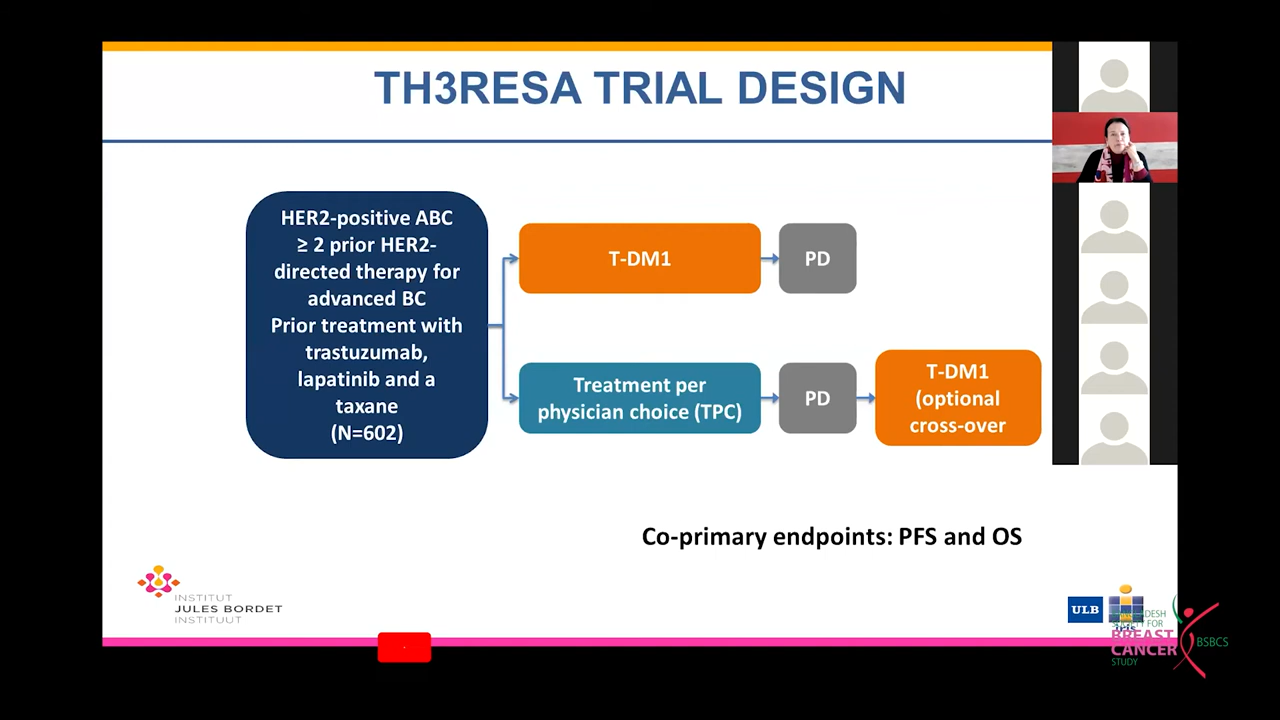 TH3RESA TRIAL DESIGN
HER2-positive ABC
≥ 2 prior HER2-
directed therapy for
advanced BC
Prior treatment with
trastuzumab,
lapatinib and a
taxane
(N=602)
T-DM1
PD
Treatment per
physician choice (TPC)
PD
T-DM1
(optional
cross-over
Co-primary endpoints: PFS and OS
INSTITUT
JULES BORDET
INSTITUUT
ULB
BREAST
CANCER
STUDY
BSBCS